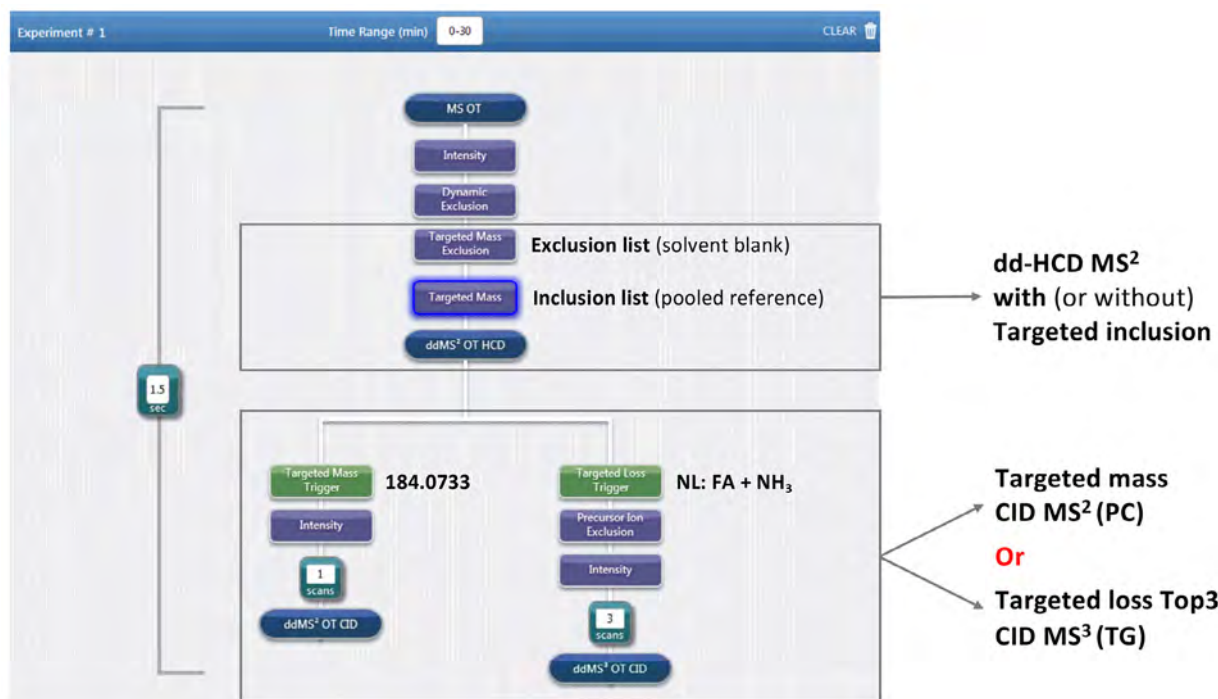 Experiment # 1 Time Range (min) 0-30 CLEAR
MS OT
Intensity
Dynamic
Exclusion
Targeted Mass
Exclusion
Exclusion list (solvent blank)
Targeted Mass
Inclusion list (pooled reference)
ddMS² OT HCD
dd-HCD MS²
with (or without)
Targeted inclusion
1.5
sec
Targeted Mass
Trigger
184.0733
Intensity
1
scans
ddMS² OT CID
Targeted Loss
Trigger
NL: FA + NH₃
Precursor Ion
Exclusion
Intensity
3
scans
ddMS³ OT CID
Targeted mass
CID MS² (PC)
Or
Targeted loss Top3
CID MS³ (TG)